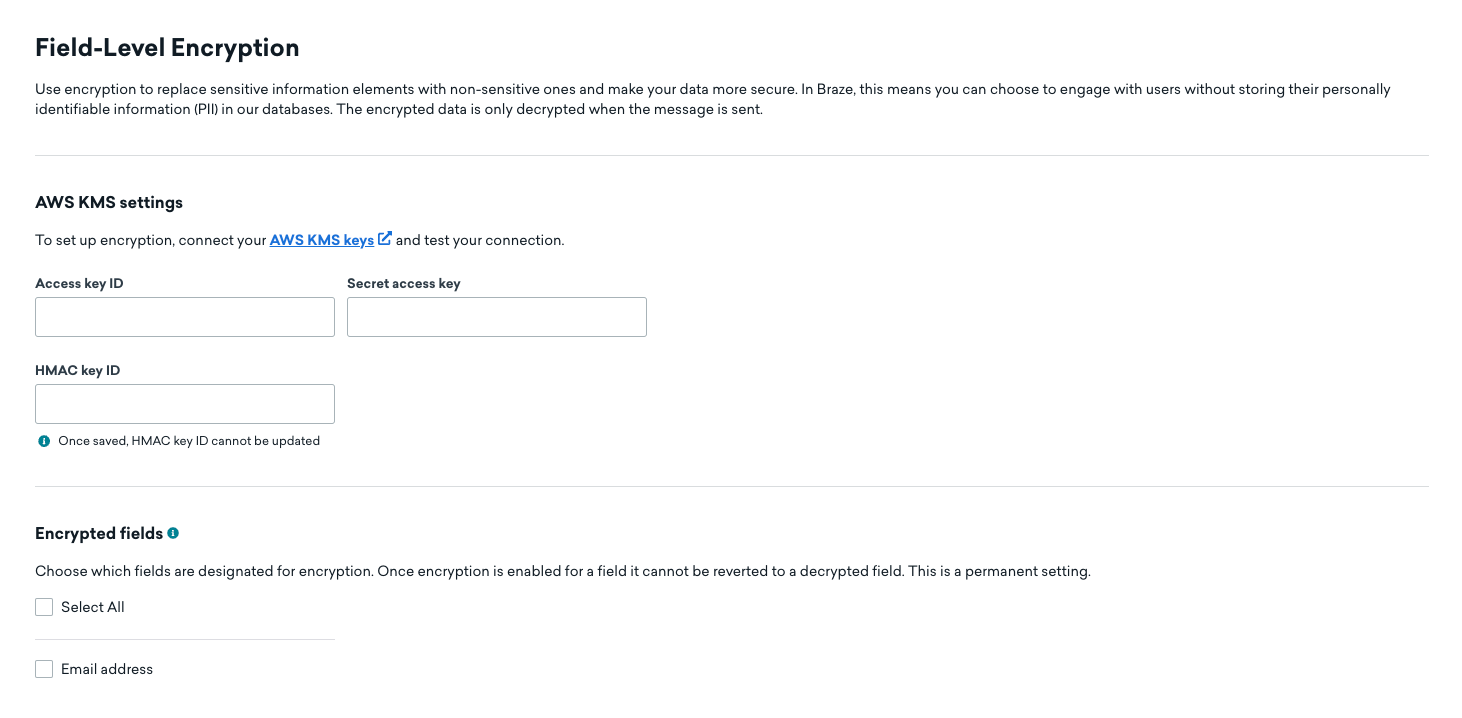 Field-Level Encryption
Use encryption to replace sensitive information elements with non-sensitive ones and make your data more secure. In Braze, this means you can choose to engage with users without storing their personally
identifiable information (PII) in our databases. The encrypted data is only decrypted when the message is sent.
AWS KMS settings
To set up encryption, connect your AWS KMS keys and test your connection.
Access key ID Secret access key
HMAC key ID
Once saved, HMAC key ID cannot be updated
Encrypted fields
Choose which fields are designated for encryption. Once encryption is enabled for a field it cannot be reverted to a decrypted field. This is a permanent setting.
Select All
Email address